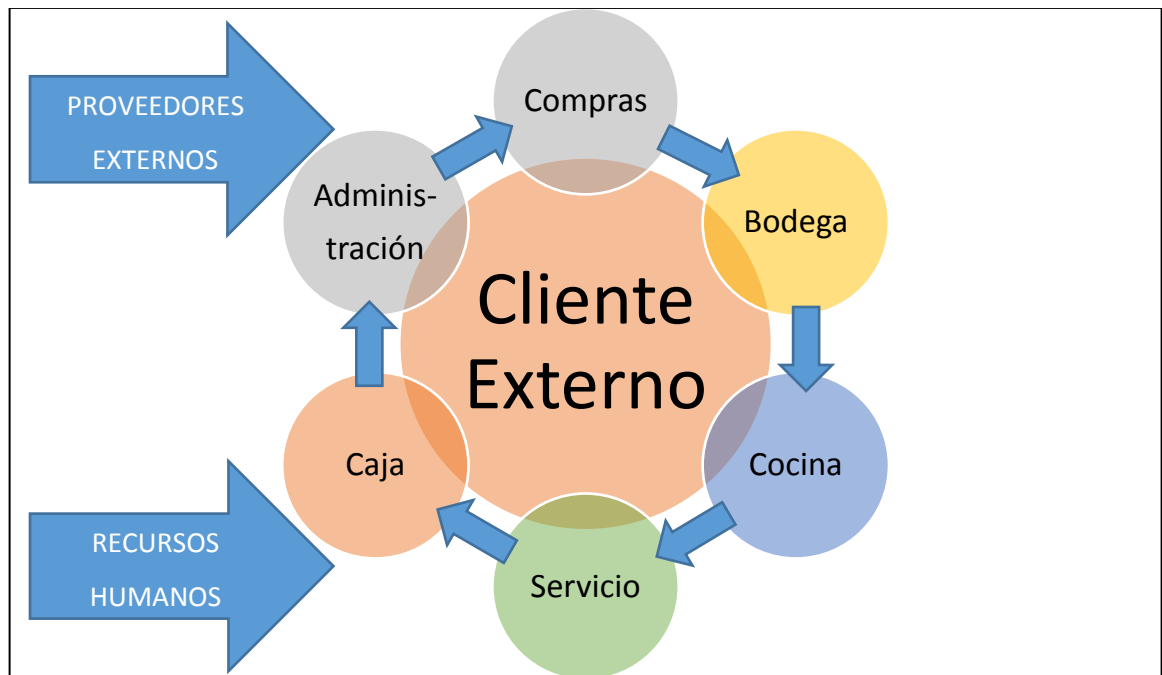 PROVEEDORES
EXTERNOS
Compras
Adminis-
tración
Bodega
Cliente
Externo
Caja
Cocina
RECURSOS
HUMANOS
Servicio